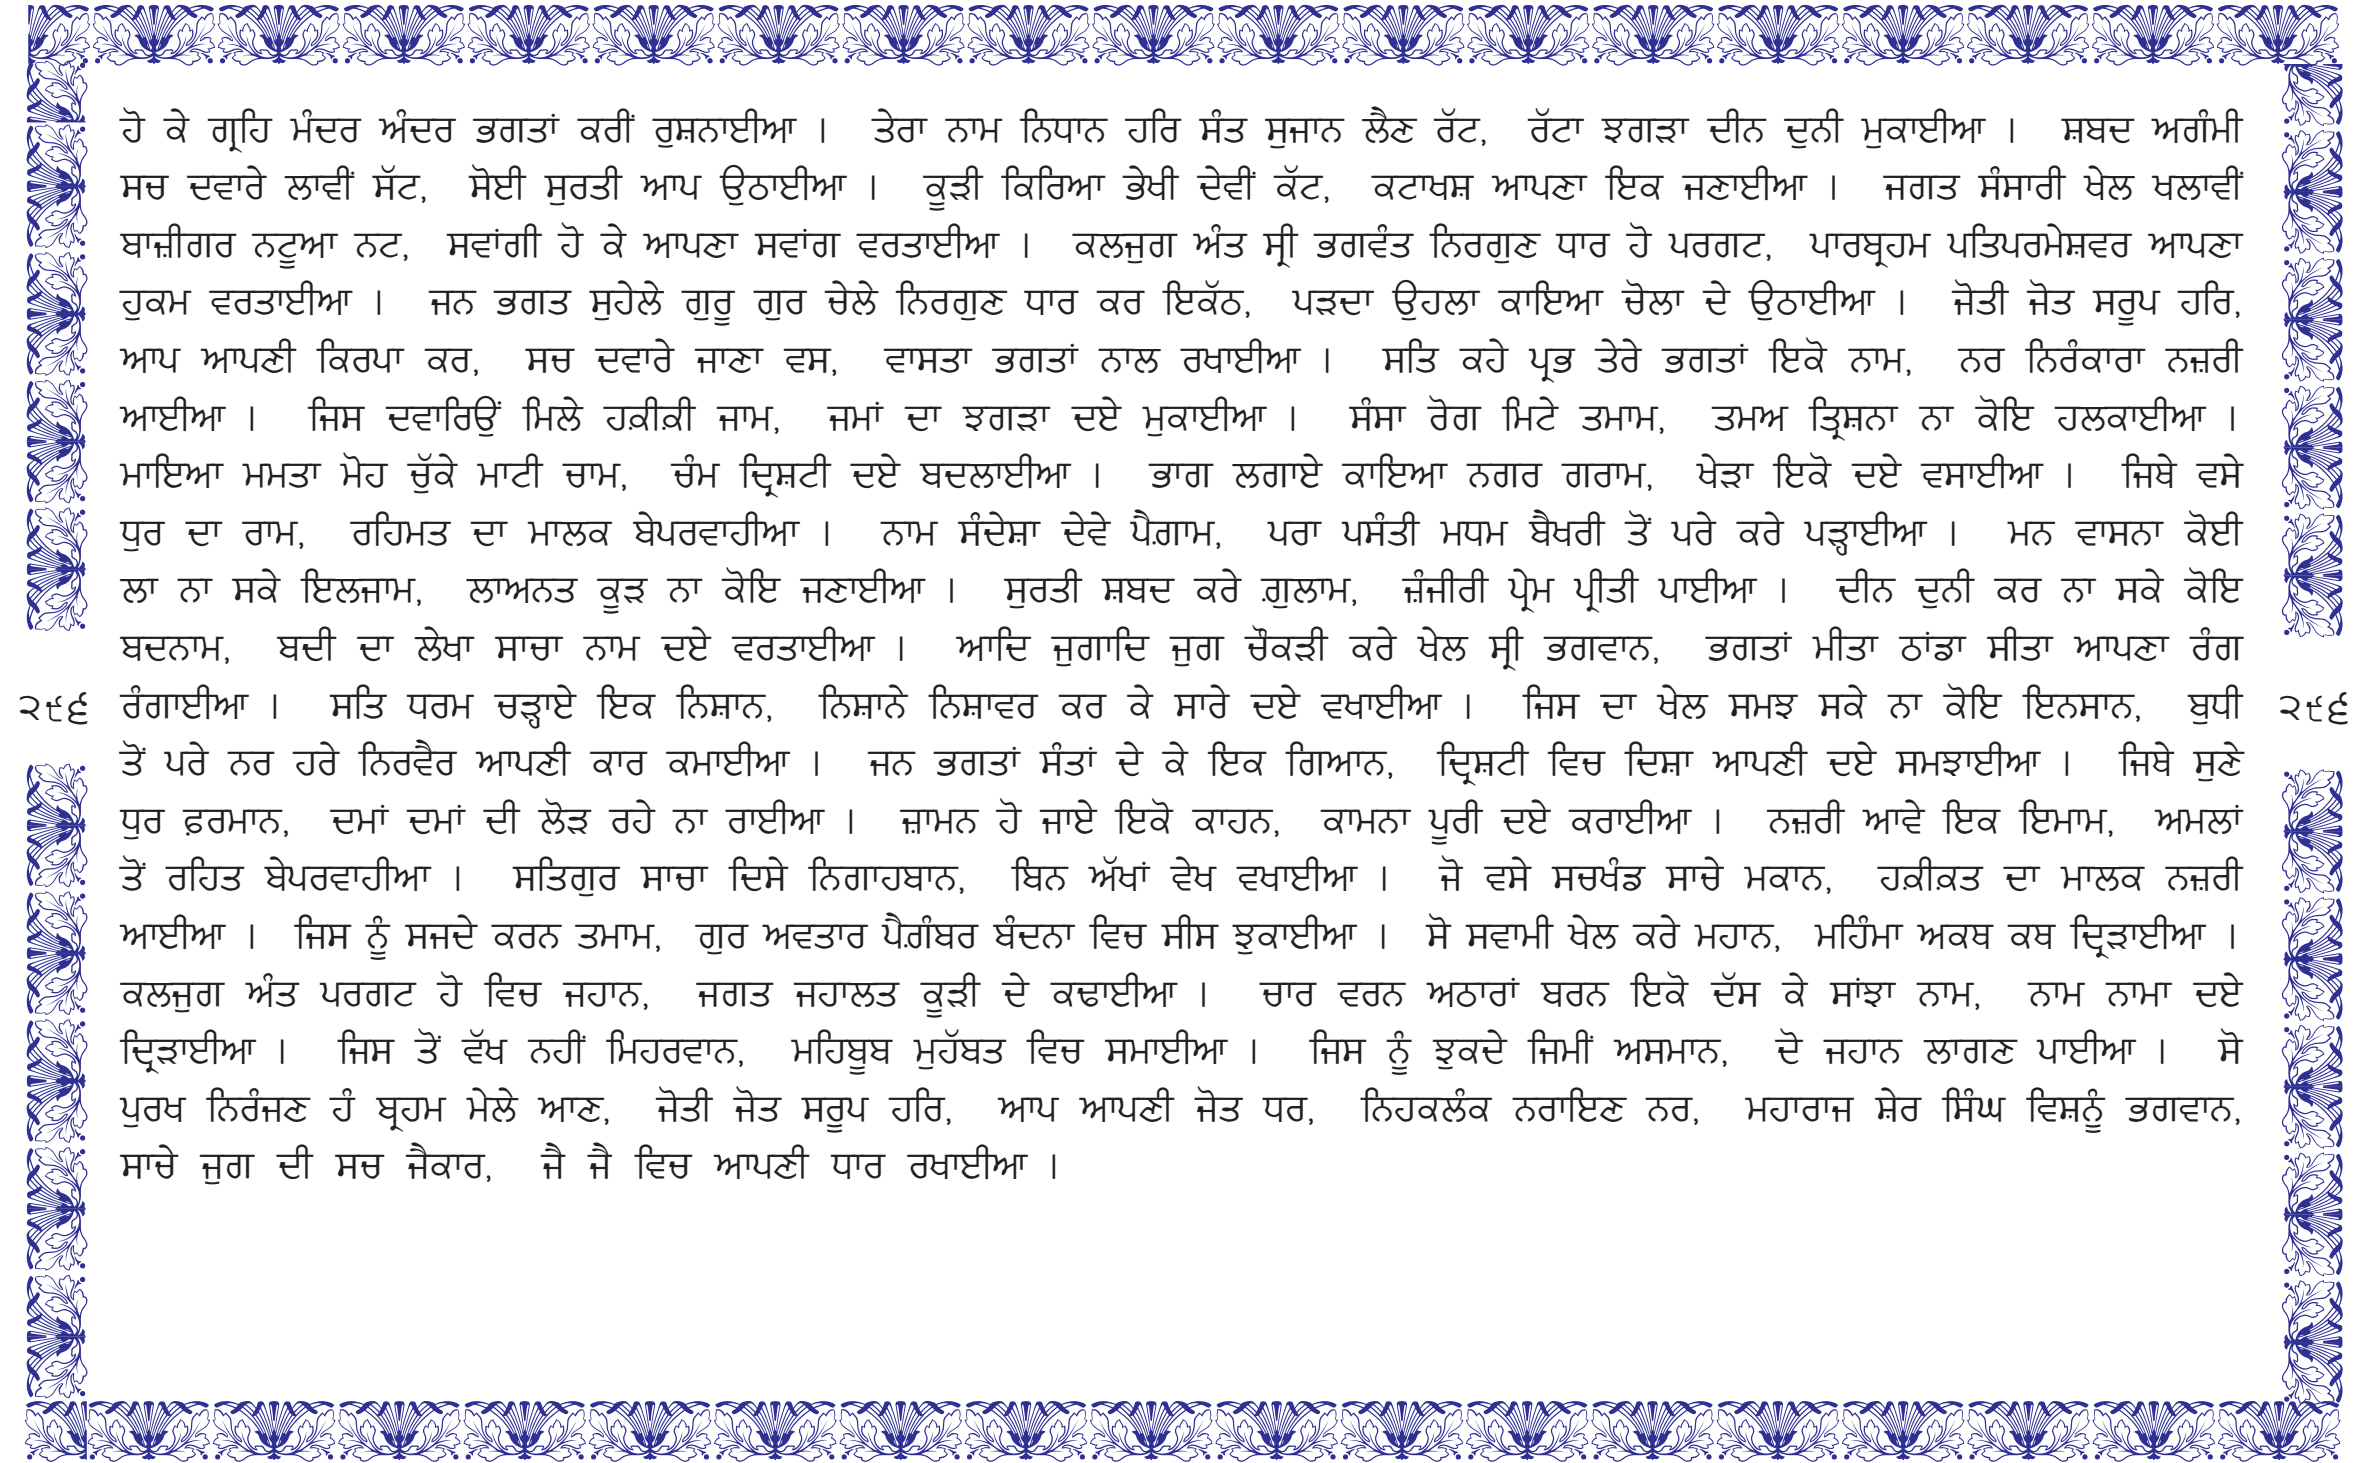 ਹੋ ਕੇ ਗ੍ਰਹਿ ਮੰਦਰ ਅੰਦਰ ਭਗਤਾਂ ਕਰੀਂ ਰੁਸ਼ਨਾਈਆ । ਤੇਰਾ ਨਾਮ ਨਿਧਾਨ ਹਰਿ ਸੰਤ ਸੁਜਾਨ ਲੈਣ ਰੱਟ, ਰੱਟਾ ਝਗੜਾ ਦੀਨ ਦੁਨੀ ਮੁਕਾਈਆ । ਸ਼ਬਦ ਅਗੰਮੀ
ਸਚ ਦਵਾਰੇ ਲਾਵੀਂ ਸੱਟ, ਸੋਈ ਸੁਰਤੀ ਆਪ ਉਠਾਈਆ । ਕੂੜੀ ਕਿਰਿਆ ਭੇਖੀ ਦੇਵੀਂ ਕੱਟ, ਕਟਾਖਸ਼ ਆਪਣਾ ਇਕ ਜਣਾਈਆ । ਜਗਤ ਸੰਸਾਰੀ ਖੇਲ ਖਲਾਵੀਂ
ਬਾਜ਼ੀਗਰ ਨਟੂਆ ਨਟ, ਸਵਾਂਗੀ ਹੋ ਕੇ ਆਪਣਾ ਸਵਾਂਗ ਵਰਤਾਈਆ । ਕਲਜੁਗ ਅੰਤ ਸ੍ਰੀ ਭਗਵੰਤ ਨਿਰਗੁਣ ਧਾਰ ਹੋ ਪਰਗਟ, ਪਾਰਬ੍ਰਹਮ ਪਤਿਪਰਮੇਸ਼ਵਰ ਆਪਣਾ
ਹੁਕਮ ਵਰਤਾਈਆ । ਜਨ ਭਗਤ ਸੁਹੇਲੇ ਗੁਰੂ ਗੁਰ ਚੇਲੇ ਨਿਰਗੁਣ ਧਾਰ ਕਰ ਇਕੱਠ, ਪੜਦਾ ਉਹਲਾ ਕਾਇਆ ਚੋਲਾ ਦੇ ਉਠਾਈਆ । ਜੋਤੀ ਜੋਤ ਸਰੂਪ ਹਰਿ,
ਆਪ ਆਪਣੀ ਕਿਰਪਾ ਕਰ, ਸਚ ਦਵਾਰੇ ਜਾਣਾ ਵਸ, ਵਾਸਤਾ ਭਗਤਾਂ ਨਾਲ ਰਖਾਈਆ । ਸਤਿ ਕਹੇ ਪ੍ਰਭ ਤੇਰੇ ਭਗਤਾਂ ਇਕੋ ਨਾਮ, ਨਰ ਨਿਰੰਕਾਰਾ ਨਜ਼ਰੀ
ਆਈਆ । ਜਿਸ ਦਵਾਰਿਉਂ ਮਿਲੇ ਹਕ਼ੀਕ਼ੀ ਜਾਮ, ਜਮਾਂ ਦਾ ਝਗੜਾ ਦਏ ਮੁਕਾਈਆ । ਸੰਸਾ ਰੋਗ ਮਿਟੇ ਤਮਾਮ, ਤਮਅ ਤ੍ਰਿਸ਼ਨਾ ਨਾ ਕੋਇ ਹਲਕਾਈਆ ।
ਮਾਇਆ ਮਮਤਾ ਮੋਹ ਚੁੱਕੇ ਮਾਟੀ ਚਾਮ, ਚੰਮ ਦ੍ਰਿਸ਼ਟੀ ਦਏ ਬਦਲਾਈਆ । ਭਾਗ ਲਗਾਏ ਕਾਇਆ ਨਗਰ ਗਰਾਮ, ਖੇੜਾ ਇਕੋ ਦਏ ਵਸਾਈਆ । ਜਿਥੇ ਵਸੇ
ਧੁਰ ਦਾ ਰਾਮ, ਰਹਿਮਤ ਦਾ ਮਾਲਕ ਬੇਪਰਵਾਹੀਆ । ਨਾਮ ਸੰਦੇਸ਼ਾ ਦੇਵੇ ਪੈਗ਼ਾਮ, ਪਰਾ ਪਸੰਤੀ ਮਧਮ ਬੈਖਰੀ ਤੋਂ ਪਰੇ ਕਰੇ ਪੜ੍ਹਾਈਆ । ਮਨ ਵਾਸਨਾ ਕੋਈ
ਲਾ ਨਾ ਸਕੇ ਇਲਜਾਮ, ਲਾਅਨਤ ਕੂੜ ਨਾ ਕੋਇ ਜਣਾਈਆ । ਸੁਰਤੀ ਸ਼ਬਦ ਕਰੇ ਗ਼ੁਲਾਮ, ਜ਼ੰਜੀਰੀ ਪ੍ਰੇਮ ਪ੍ਰੀਤੀ ਪਾਈਆ । ਦੀਨ ਦੁਨੀ ਕਰ ਨਾ ਸਕੇ ਕੋਇ
ਬਦਨਾਮ, ਬਦੀ ਦਾ ਲੇਖਾ ਸਾਚਾ ਨਾਮ ਦਏ ਵਰਤਾਈਆ । ਆਦਿ ਜੁਗਾਦਿ ਜੁਗ ਚੌਕੜੀ ਕਰੇ ਖੇਲ ਸ੍ਰੀ ਭਗਵਾਨ, ਭਗਤਾਂ ਮੀਤਾ ਠਾਂਡਾ ਸੀਤਾ ਆਪਣਾ ਰੰਗ
੨੯੬ ਰੰਗਾਈਆ । ਸਤਿ ਧਰਮ ਚੜ੍ਹਾਏ ਇਕ ਨਿਸ਼ਾਨ, ਨਿਸ਼ਾਨੇ ਨਿਸ਼ਾਵਰ ਕਰ ਕੇ ਸਾਰੇ ਦਏ ਵਖਾਈਆ । ਜਿਸ ਦਾ ਖੇਲ ਸਮਝ ਸਕੇ ਨਾ ਕੋਇ ਇਨਸਾਨ, ਬੁਧੀ ੨੯੬
ਤੋਂ ਪਰੇ ਨਰ ਹਰੇ ਨਿਰਵੈਰ ਆਪਣੀ ਕਾਰ ਕਮਾਈਆ । ਜਨ ਭਗਤਾਂ ਸੰਤਾਂ ਦੇ ਕੇ ਇਕ ਗਿਆਨ, ਦ੍ਰਿਸ਼ਟੀ ਵਿਚ ਦਿਸ਼ਾ ਆਪਣੀ ਦਏ ਸਮਝਾਈਆ । ਜਿਥੇ ਸੁਣੇ
ਧੁਰ ਫ਼ਰਮਾਨ, ਦਮਾਂ ਦਮਾਂ ਦੀ ਲੋੜ ਰਹੇ ਨਾ ਰਾਈਆ । ਜ਼ਾਮਨ ਹੋ ਜਾਏ ਇਕੋ ਕਾਹਨ, ਕਾਮਨਾ ਪੂਰੀ ਦਏ ਕਰਾਈਆ । ਨਜ਼ਰੀ ਆਵੇ ਇਕ ਇਮਾਮ, ਅਮਲਾਂ
ਤੋਂ ਰਹਿਤ ਬੇਪਰਵਾਹੀਆ । ਸਤਿਗੁਰ ਸਾਚਾ ਦਿਸੇ ਨਿਗਾਹਬਾਨ, ਬਿਨ ਅੱਖਾਂ ਵੇਖ ਵਖਾਈਆ । ਜੋ ਵਸੇ ਸਚਖੰਡ ਸਾਚੇ ਮਕਾਨ, ਹਕ਼ੀਕ਼ਤ ਦਾ ਮਾਲਕ ਨਜ਼ਰੀ
ਆਈਆ । ਜਿਸ ਨੂੰ ਸਜਦੇ ਕਰਨ ਤਮਾਮ, ਗੁਰ ਅਵਤਾਰ ਪੈਗ਼ੰਬਰ ਬੰਦਨਾ ਵਿਚ ਸੀਸ ਝੁਕਾਈਆ । ਸੋ ਸਵਾਮੀ ਖੇਲ ਕਰੇ ਮਹਾਨ, ਮਹਿੰਮਾ ਅਕਥ ਕਥ ਦ੍ਰਿੜਾਈਆ ।
ਕਲਜੁਗ ਅੰਤ ਪਰਗਟ ਹੋ ਵਿਚ ਜਹਾਨ, ਜਗਤ ਜਹਾਲਤ ਕੂੜੀ ਦੇ ਕਢਾਈਆ । ਚਾਰ ਵਰਨ ਅਠਾਰਾਂ ਬਰਨ ਇਕੋ ਦੱਸ ਕੇ ਸਾਂਝਾ ਨਾਮ, ਨਾਮ ਨਾਮਾ ਦਏ
ਦ੍ਰਿੜਾਈਆ । ਜਿਸ ਤੋਂ ਵੱਖ ਨਹੀਂ ਮਿਹਰਵਾਨ, ਮਹਿਬੂਬ ਮੁਹੱਬਤ ਵਿਚ ਸਮਾਈਆ । ਜਿਸ ਨੂੰ ਝੁਕਦੇ ਜਿਮੀਂ ਅਸਮਾਨ, ਦੋ ਜਹਾਨ ਲਾਗਣ ਪਾਈਆ । ਸੋ
ਪੁਰਖ ਨਿਰੰਜਣ ਹੰ ਬ੍ਰਹਮ ਮੇਲੇ ਆਣ, ਜੋਤੀ ਜੋਤ ਸਰੂਪ ਹਰਿ, ਆਪ ਆਪਣੀ ਜੋਤ ਧਰ, ਨਿਹਕਲੰਕ ਨਰਾਇਣ ਨਰ, ਮਹਾਰਾਜ ਸ਼ੇਰ ਸਿੰਘ ਵਿਸ਼ਨੂੰ ਭਗਵਾਨ,
ਸਾਚੇ ਜੁਗ ਦੀ ਸਚ ਜੈਕਾਰ, ਜੈ ਜੈ ਵਿਚ ਆਪਣੀ ਧਾਰ ਰਖਾਈਆ ।